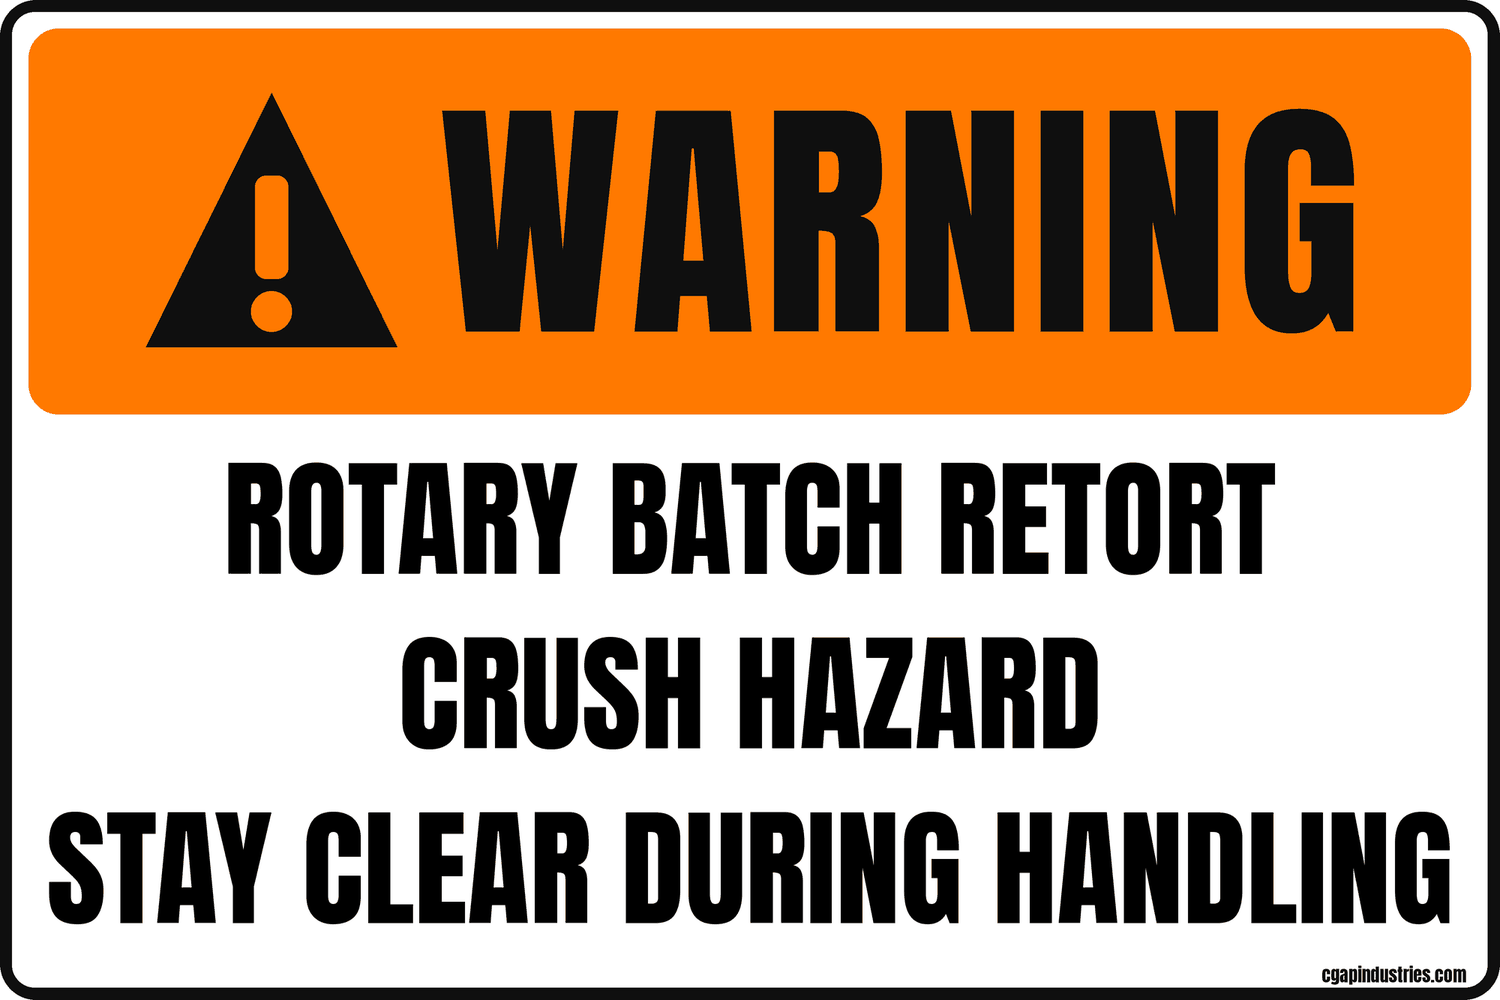 WARNING
ROTARY BATCH RETORT
CRUSH HAZARD
STAY CLEAR DURING HANDLING
cgapindustries.com